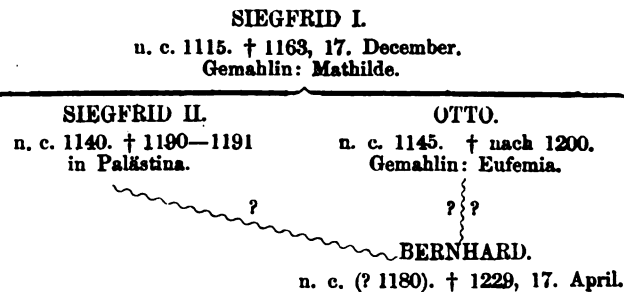 SIEGFRID I.
n. c. 1115. † 1163, 17. December.
Gemahlin: Mathilde.
SIEGFRID II.
n. c. 1140. † 1190—1191
in Palästina.
OTTO.
n. c. 1145. † nach 1200.
Gemahlin: Eufemia.
?
? ?
BERNHARD.
n. c. (? 1180). † 1229, 17. April.